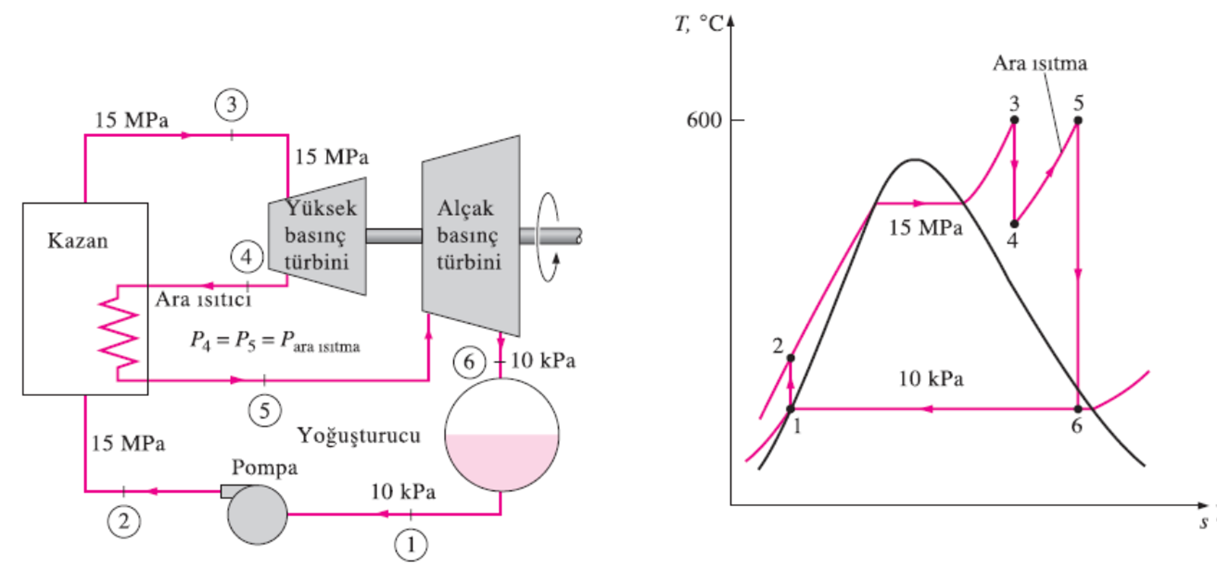 3
15 MPa
15 MPa
Kazan
Yüksek
basınç
türbini
Alçak
basınç
türbini
4
Ara ısıtıcı
P4 = P5 = Para ısıtma
6
10 kPa
5
Yoğuşturucu
15 MPa
Pompa
10 kPa
2
1
T, °C
Ara ısıtma
600
3
5
15 MPa
4
2
10 kPa
1
6
s